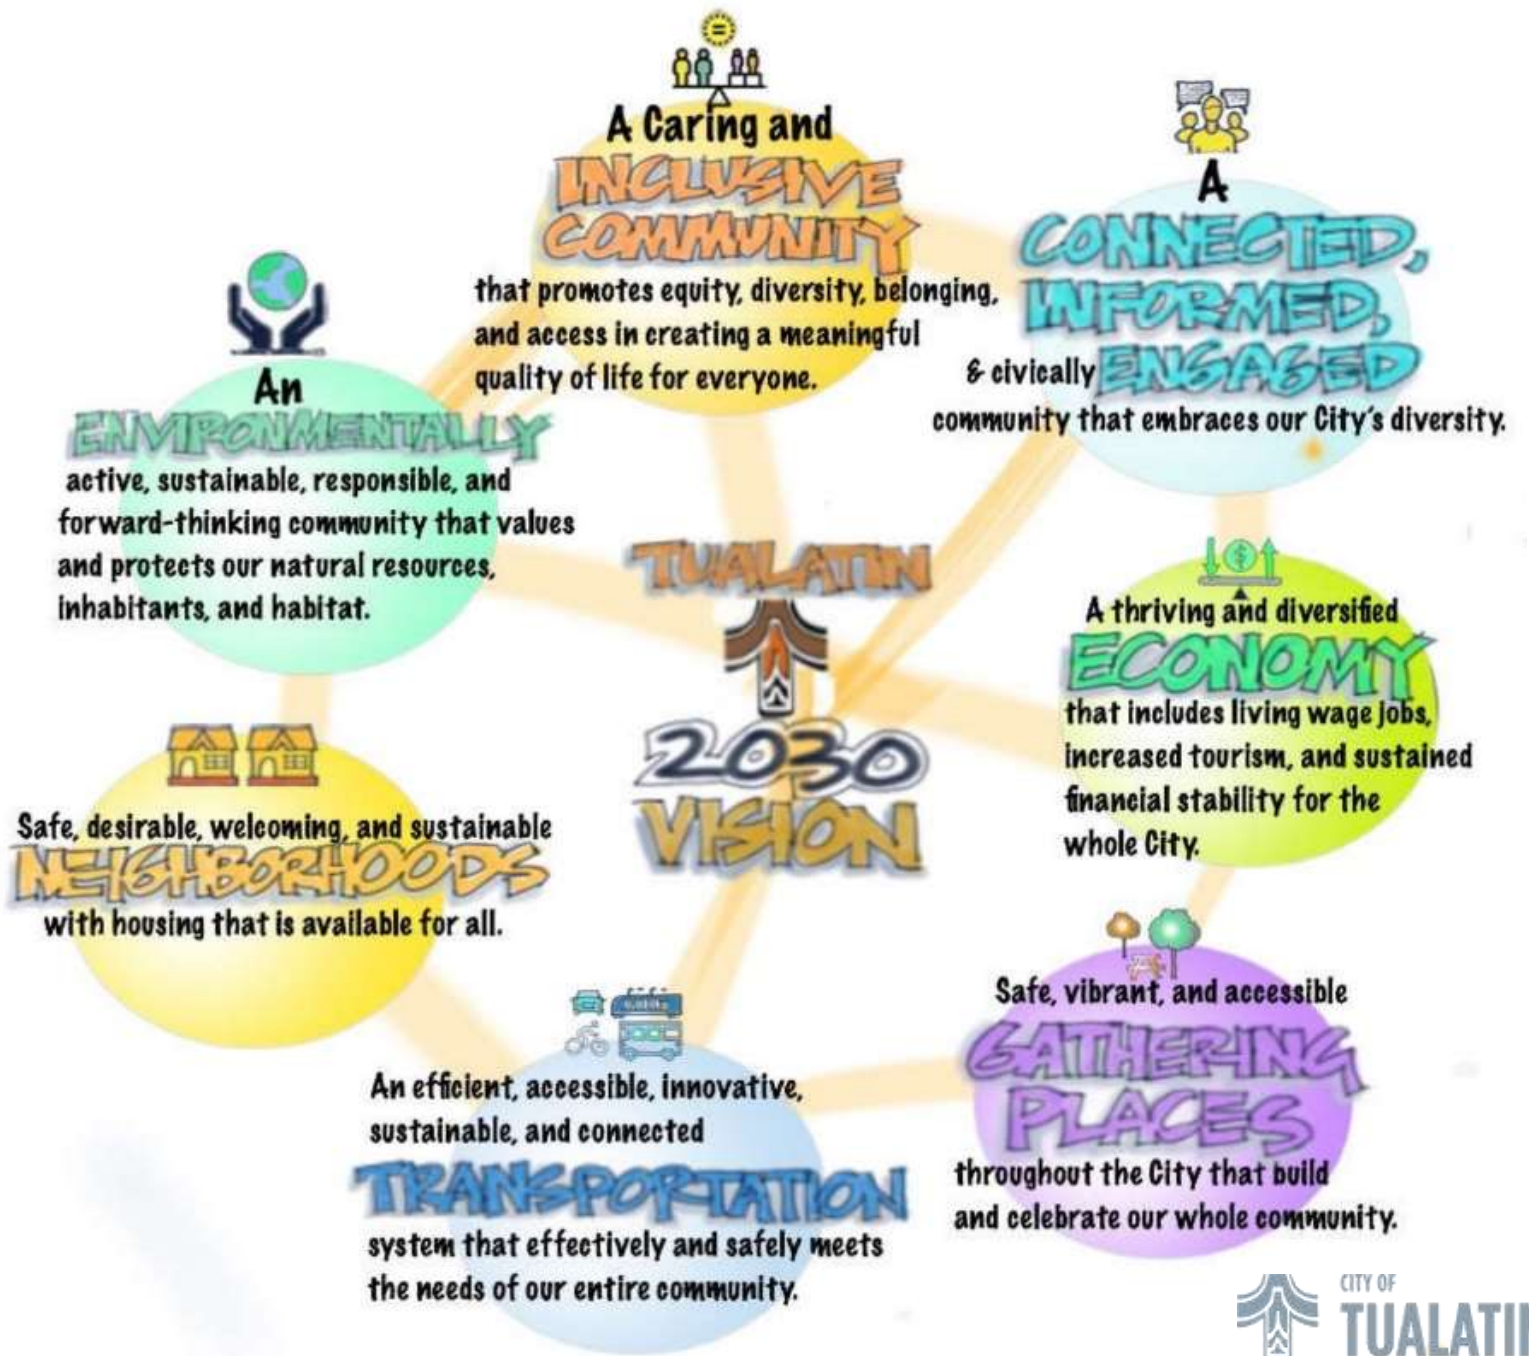 A Caring and
INCLUSIVE
COMMUNITY
that promotes equity, diversity, belonging,
and access in creating a meaningful
quality of life for everyone.
A
CONNECTED,
INFORMED,
& civically ENGAGED
community that embraces our City's diversity.
An
ENVIRONMENTALLY
active, sustainable, responsible, and
forward-thinking community that values
and protects our natural resources,
inhabitants, and habitat.
TUALATIN
2030
VISION
A thriving and diversified
ECONOMY
that includes living wage jobs,
increased tourism, and sustained
financial stability for the
whole City.
Safe, desirable, welcoming, and sustainable
NEIGHBORHOODS
with housing that is available for all.
Safe, vibrant, and accessible
GATHERING
PLACES
throughout the City that build
and celebrate our whole community.
An efficient, accessible, innovative,
sustainable, and connected
TRANSPORTATION
system that effectively and safely meets
the needs of our entire community.
CITY OF
TUALATI